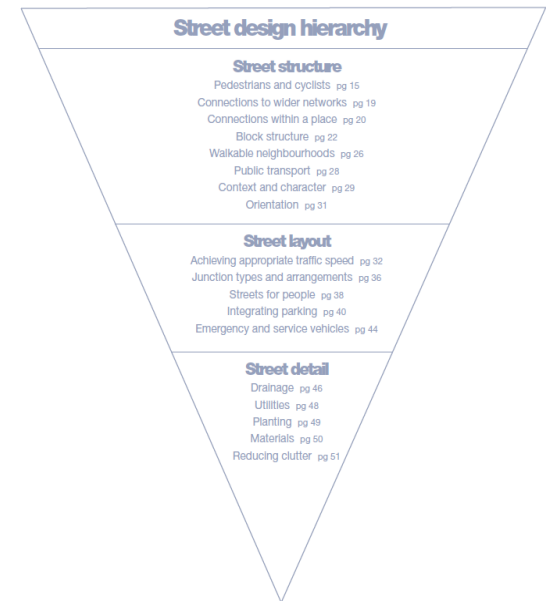 Street design hierarchy
Street structure
Pedestrians and cyclists pg 15
Connections to wider networks pg 19
Connections within a place pg 20
Block structure pg 22
Walkable neighbourhoods pg 26
Public transport pg 28
Context and character pg 29
Orientation pg 31
Street layout
Achieving appropriate traffic speed pg 32
Junction types and arrangements pg 36
Streets for people pg 38
Integrating parking pg 40
Emergency and service vehicles pg 44
Street detail
Drainage pg 46
Utilities pg 48
Planting pg 49
Materials pg 50
Reducing clutter pg 51